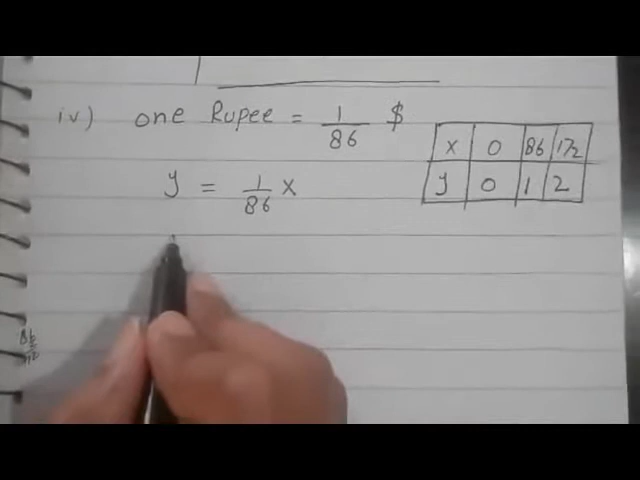 iv) one Rupee = 1/86 $
x 0 86 172
y = 1/86 x
y 0 1 2